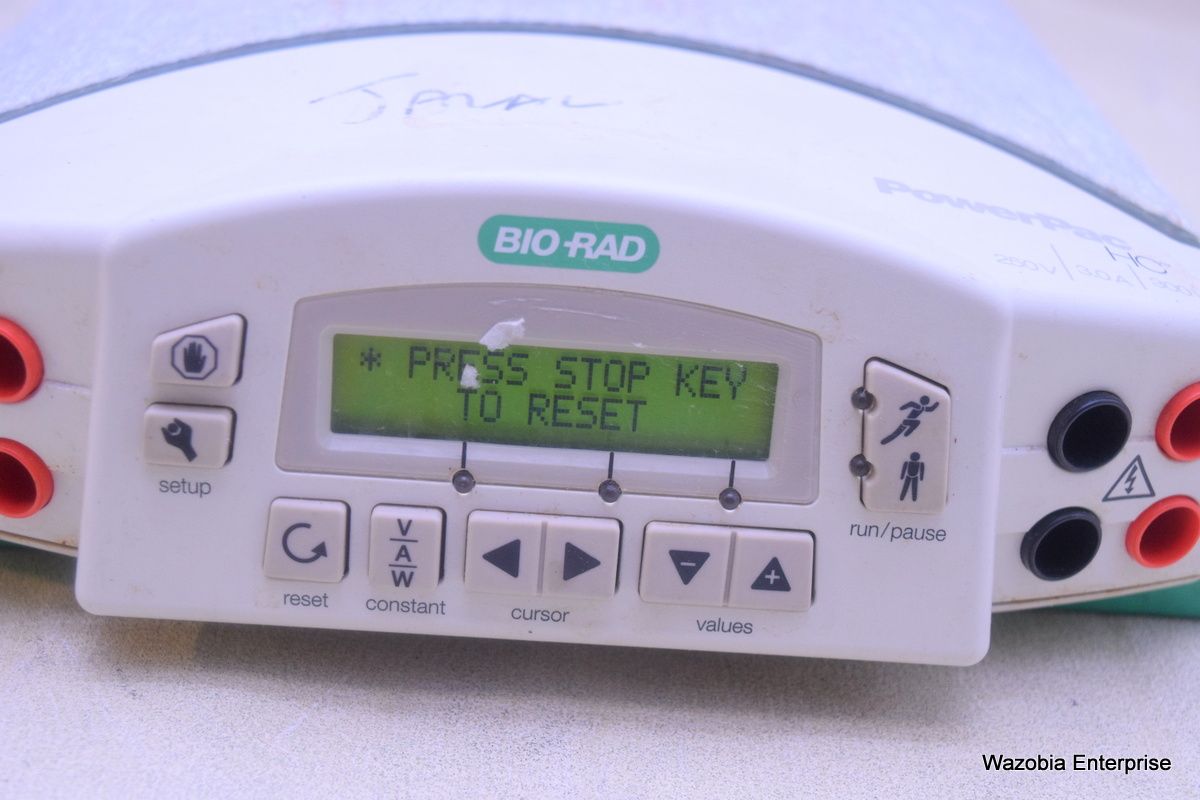 PowerPac
HC
250V | 3.0A | 300W
BIO-RAD
* PRESS STOP KEY
TO RESET
setup
run/pause
V
A
W
reset
constant
cursor
values
Wazobia Enterprise